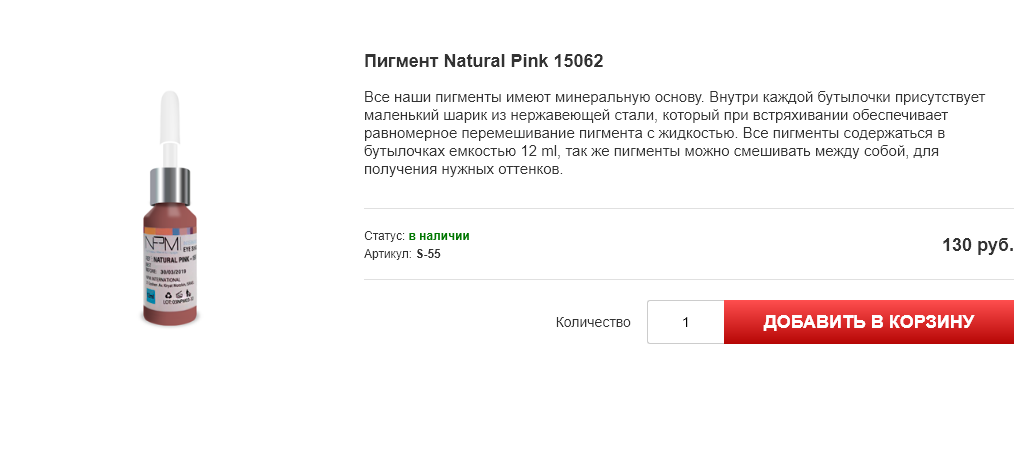 Пигмент Natural Pink 15062
Все наши пигменты имеют минеральную основу. Внутри каждой бутылочки присутствует
маленький шарик из нержавеющей стали, который при встряхивании обеспечивает
равномерное перемешивание пигмента с жидкостью. Все пигменты содержаться в
бутылочках емкостью 12 ml, так же пигменты можно смешивать между собой, для
получения нужных оттенков.
Статус: в наличии
Артикул: S-55
130 руб.
Количество 1 ДОБАВИТЬ В КОРЗИНУ
NPM
NATURAL PINK
30/03/2019
INTERNATIONAL